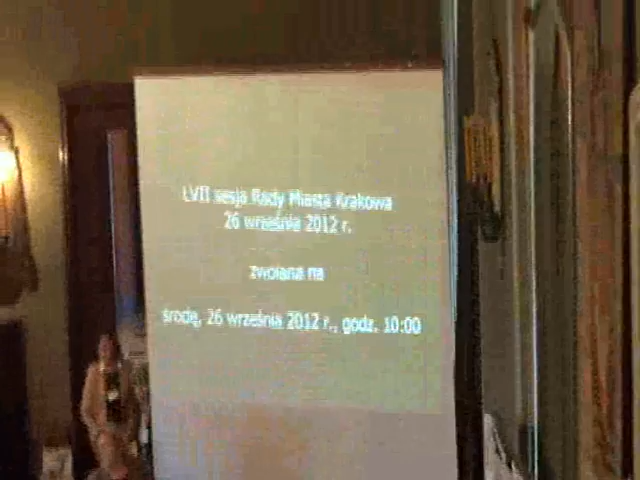 LVII sesja Rady Miasta Krakowa
26 września 2012 r.
zwołana na
środę, 26 września 2012 r., godz. 10:00